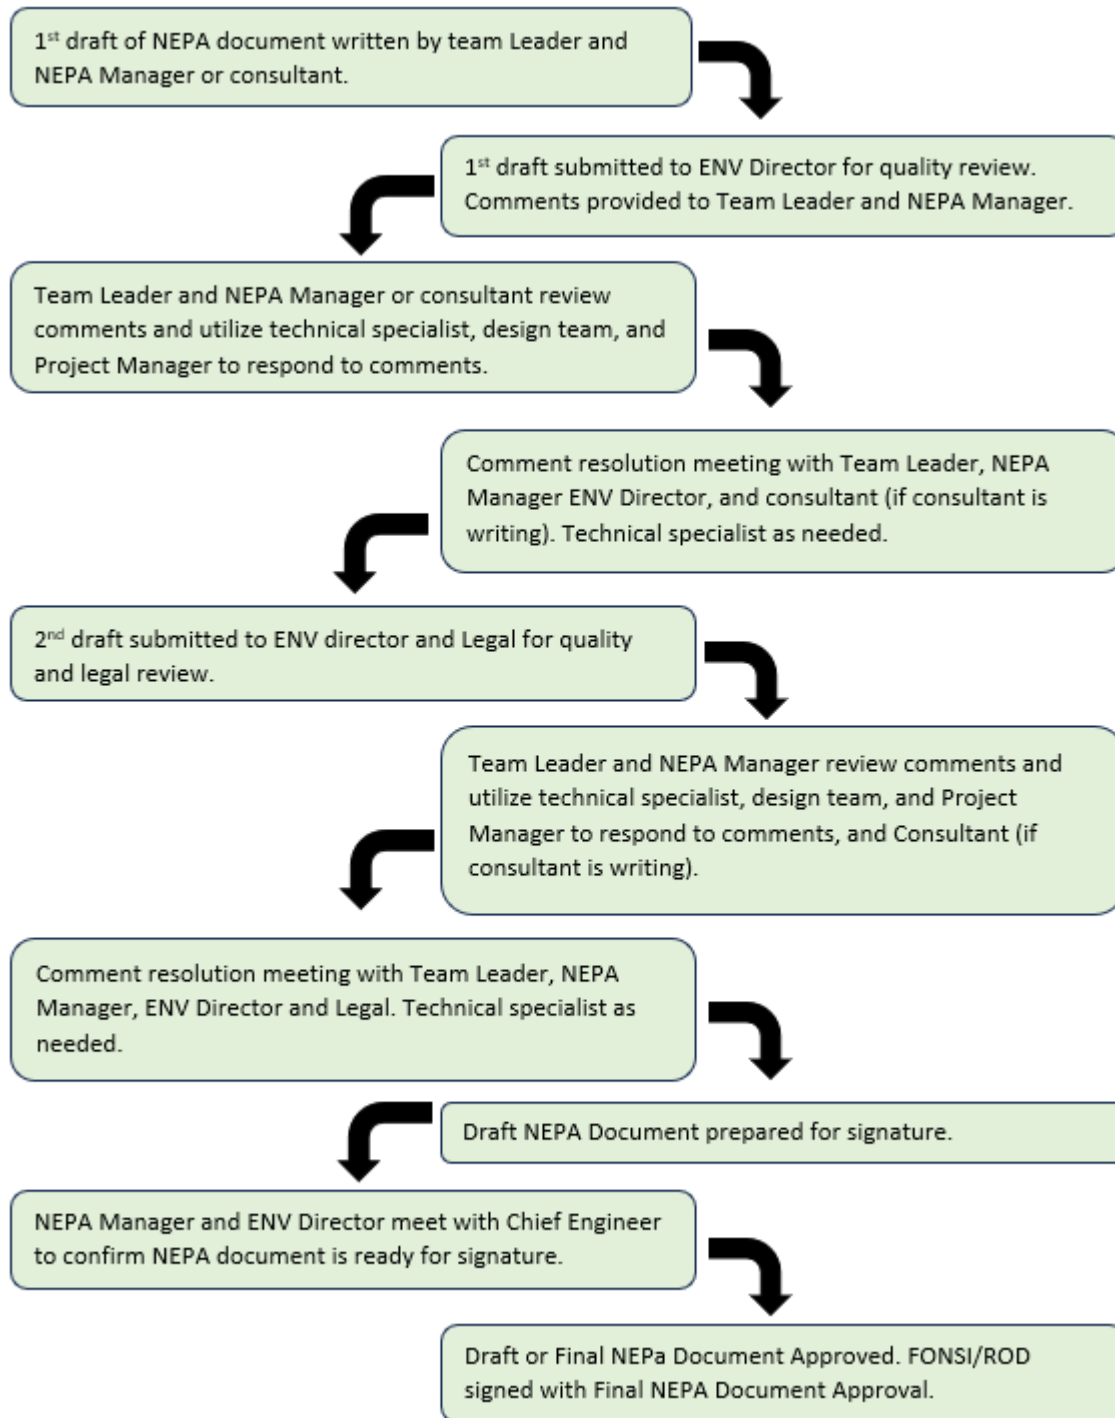 1st draft of NEPA document written by team Leader and
NEPA Manager or consultant.
1st draft submitted to ENV Director for quality review.
Comments provided to Team Leader and NEPA Manager.
Team Leader and NEPA Manager or consultant review
comments and utilize technical specialist, design team, and
Project Manager to respond to comments.
Comment resolution meeting with Team Leader, NEPA
Manager ENV Director, and consultant (if consultant is
writing). Technical specialist as needed.
2nd draft submitted to ENV director and Legal for quality
and legal review.
Team Leader and NEPA Manager review comments and
utilize technical specialist, design team, and Project
Manager to respond to comments, and Consultant (if
consultant is writing).
Comment resolution meeting with Team Leader, NEPA
Manager, ENV Director and Legal. Technical specialist as
needed.
Draft NEPA Document prepared for signature.
NEPA Manager and ENV Director meet with Chief Engineer
to confirm NEPA document is ready for signature.
Draft or Final NEPa Document Approved. FONSI/ROD
signed with Final NEPA Document Approval.